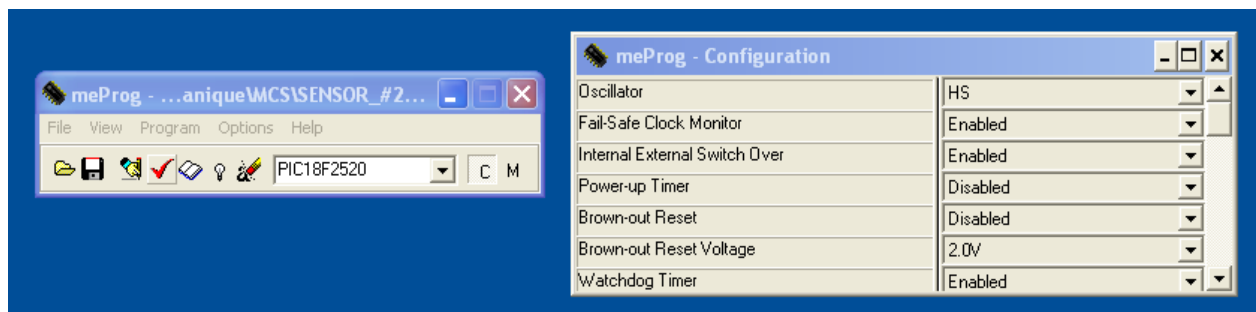 meProg - ...anique\MCS\SENSOR_#2...
File View Program Options Help
PIC18F2520 C M
meProg - Configuration
Oscillator HS
Fail-Safe Clock Monitor Enabled
Internal External Switch Over Enabled
Power-up Timer Disabled
Brown-out Reset Disabled
Brown-out Reset Voltage 2.0V
Watchdog Timer Enabled